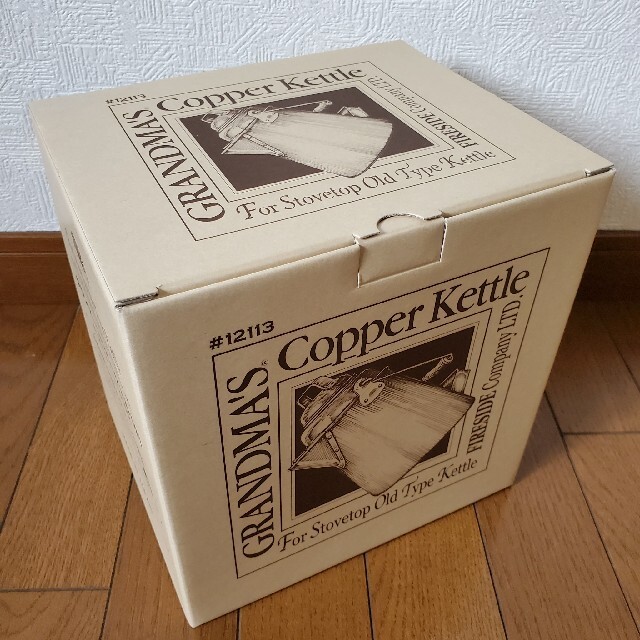 #12113
Copper Kettle
GRANDMA'S
FIRESIDE Company LTD.
For Stovetop Old Type Kettle
#12113
Copper Kettle
GRANDMA'S
FIRESIDE Company LTD.
For Stovetop Old Type Kettle